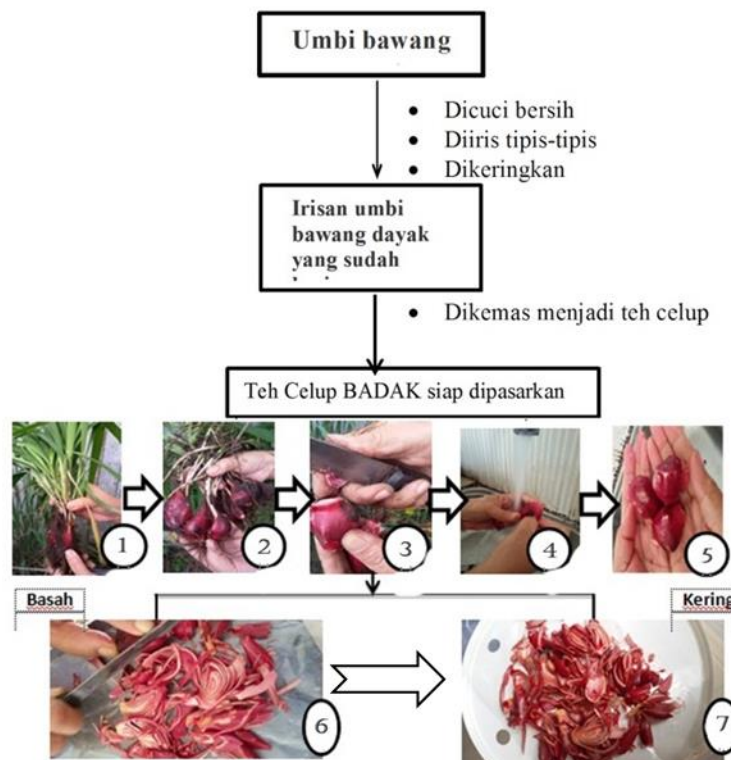 Umbi bawang
• Dicuci bersih
• Diiris tipis-tipis
• Dikeringkan
Irisan umbi
bawang dayak
yang sudah
• Dikemas menjadi teh celup
Teh Celup BADAK siap dipasarkan
1
2
3
4
5
Basah
Kering
6
7